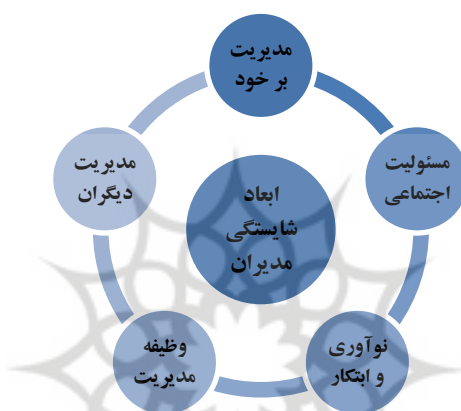 مدیریت
بر خود
مسئولیت
اجتماعی
نوآوری
و ابتکار
وظیفه
مدیریت
مدیریت
دیگران
ابعاد
شایستگی
مدیران